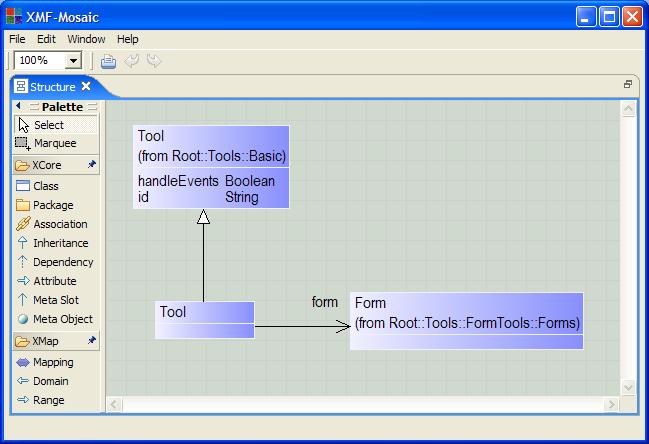 XMF-Mosaic
File Edit Window Help
100%
Structure
Palette
Select
Marquee
XCore
Class
Package
Association
Inheritance
Dependency
Attribute
Meta Slot
Meta Object
XMap
Mapping
Domain
Range
Tool
(from Root::Tools::Basic)
handleEvents Boolean
id String
Tool
form
Form
(from Root::Tools::FormTools::Forms)